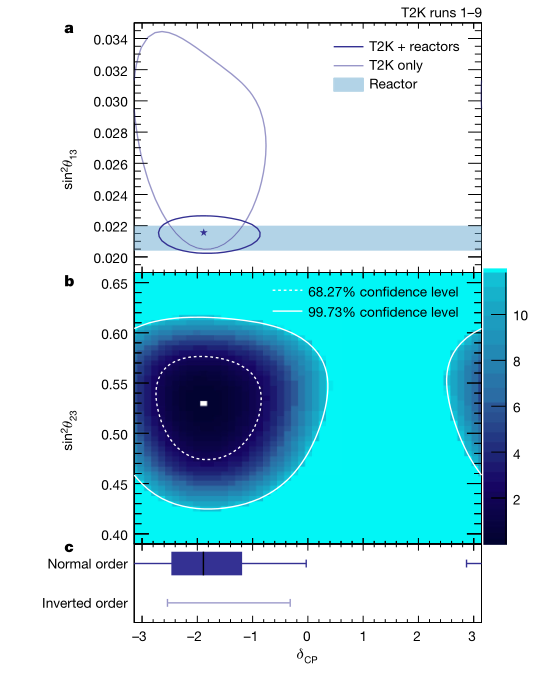 T2K runs 1–9
a
T2K + reactors
T2K only
Reactor
0.034
0.032
0.030
0.028
0.026
0.024
0.022
0.020
sin²θ₁₃
b
68.27% confidence level
99.73% confidence level
0.65
0.60
0.55
0.50
0.45
0.40
sin²θ₂₃
10
8
6
4
2
c
Normal order
Inverted order
−3 −2 −1 0 1 2 3
δCP